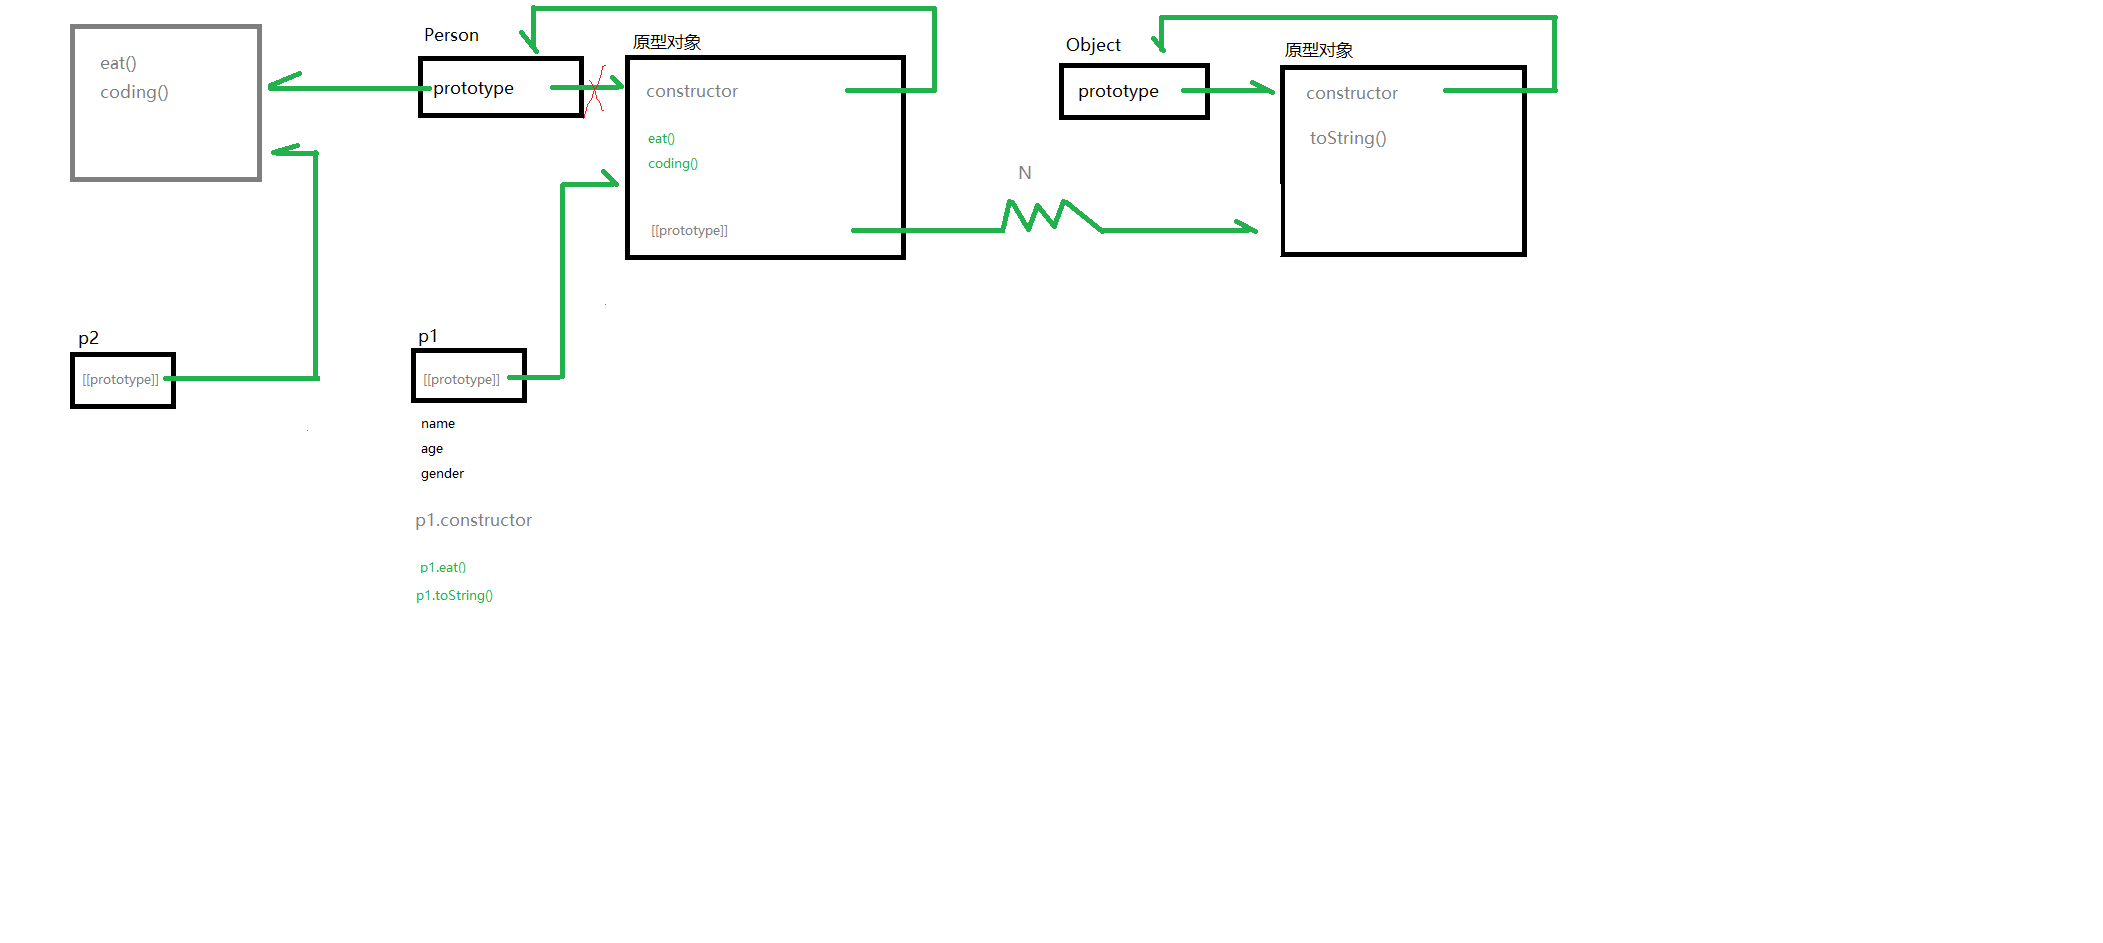 eat()
coding()
Person
prototype
原型对象
constructor
eat()
coding()
[[prototype]]
N
Object
prototype
原型对象
constructor
toString()
p2
[[prototype]]
p1
[[prototype]]
name
age
gender
p1.constructor
p1.eat()
p1.toString()